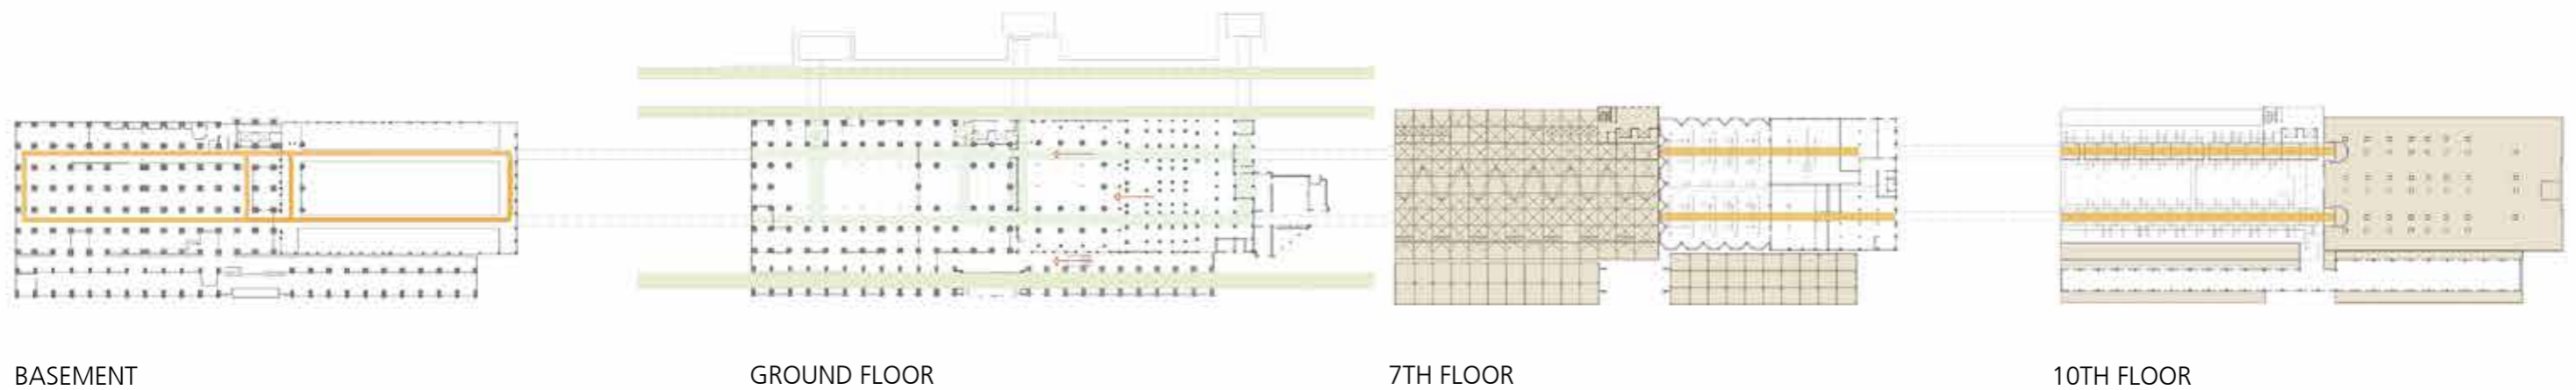 BASEMENT
GROUND FLOOR
7TH FLOOR
10TH FLOOR